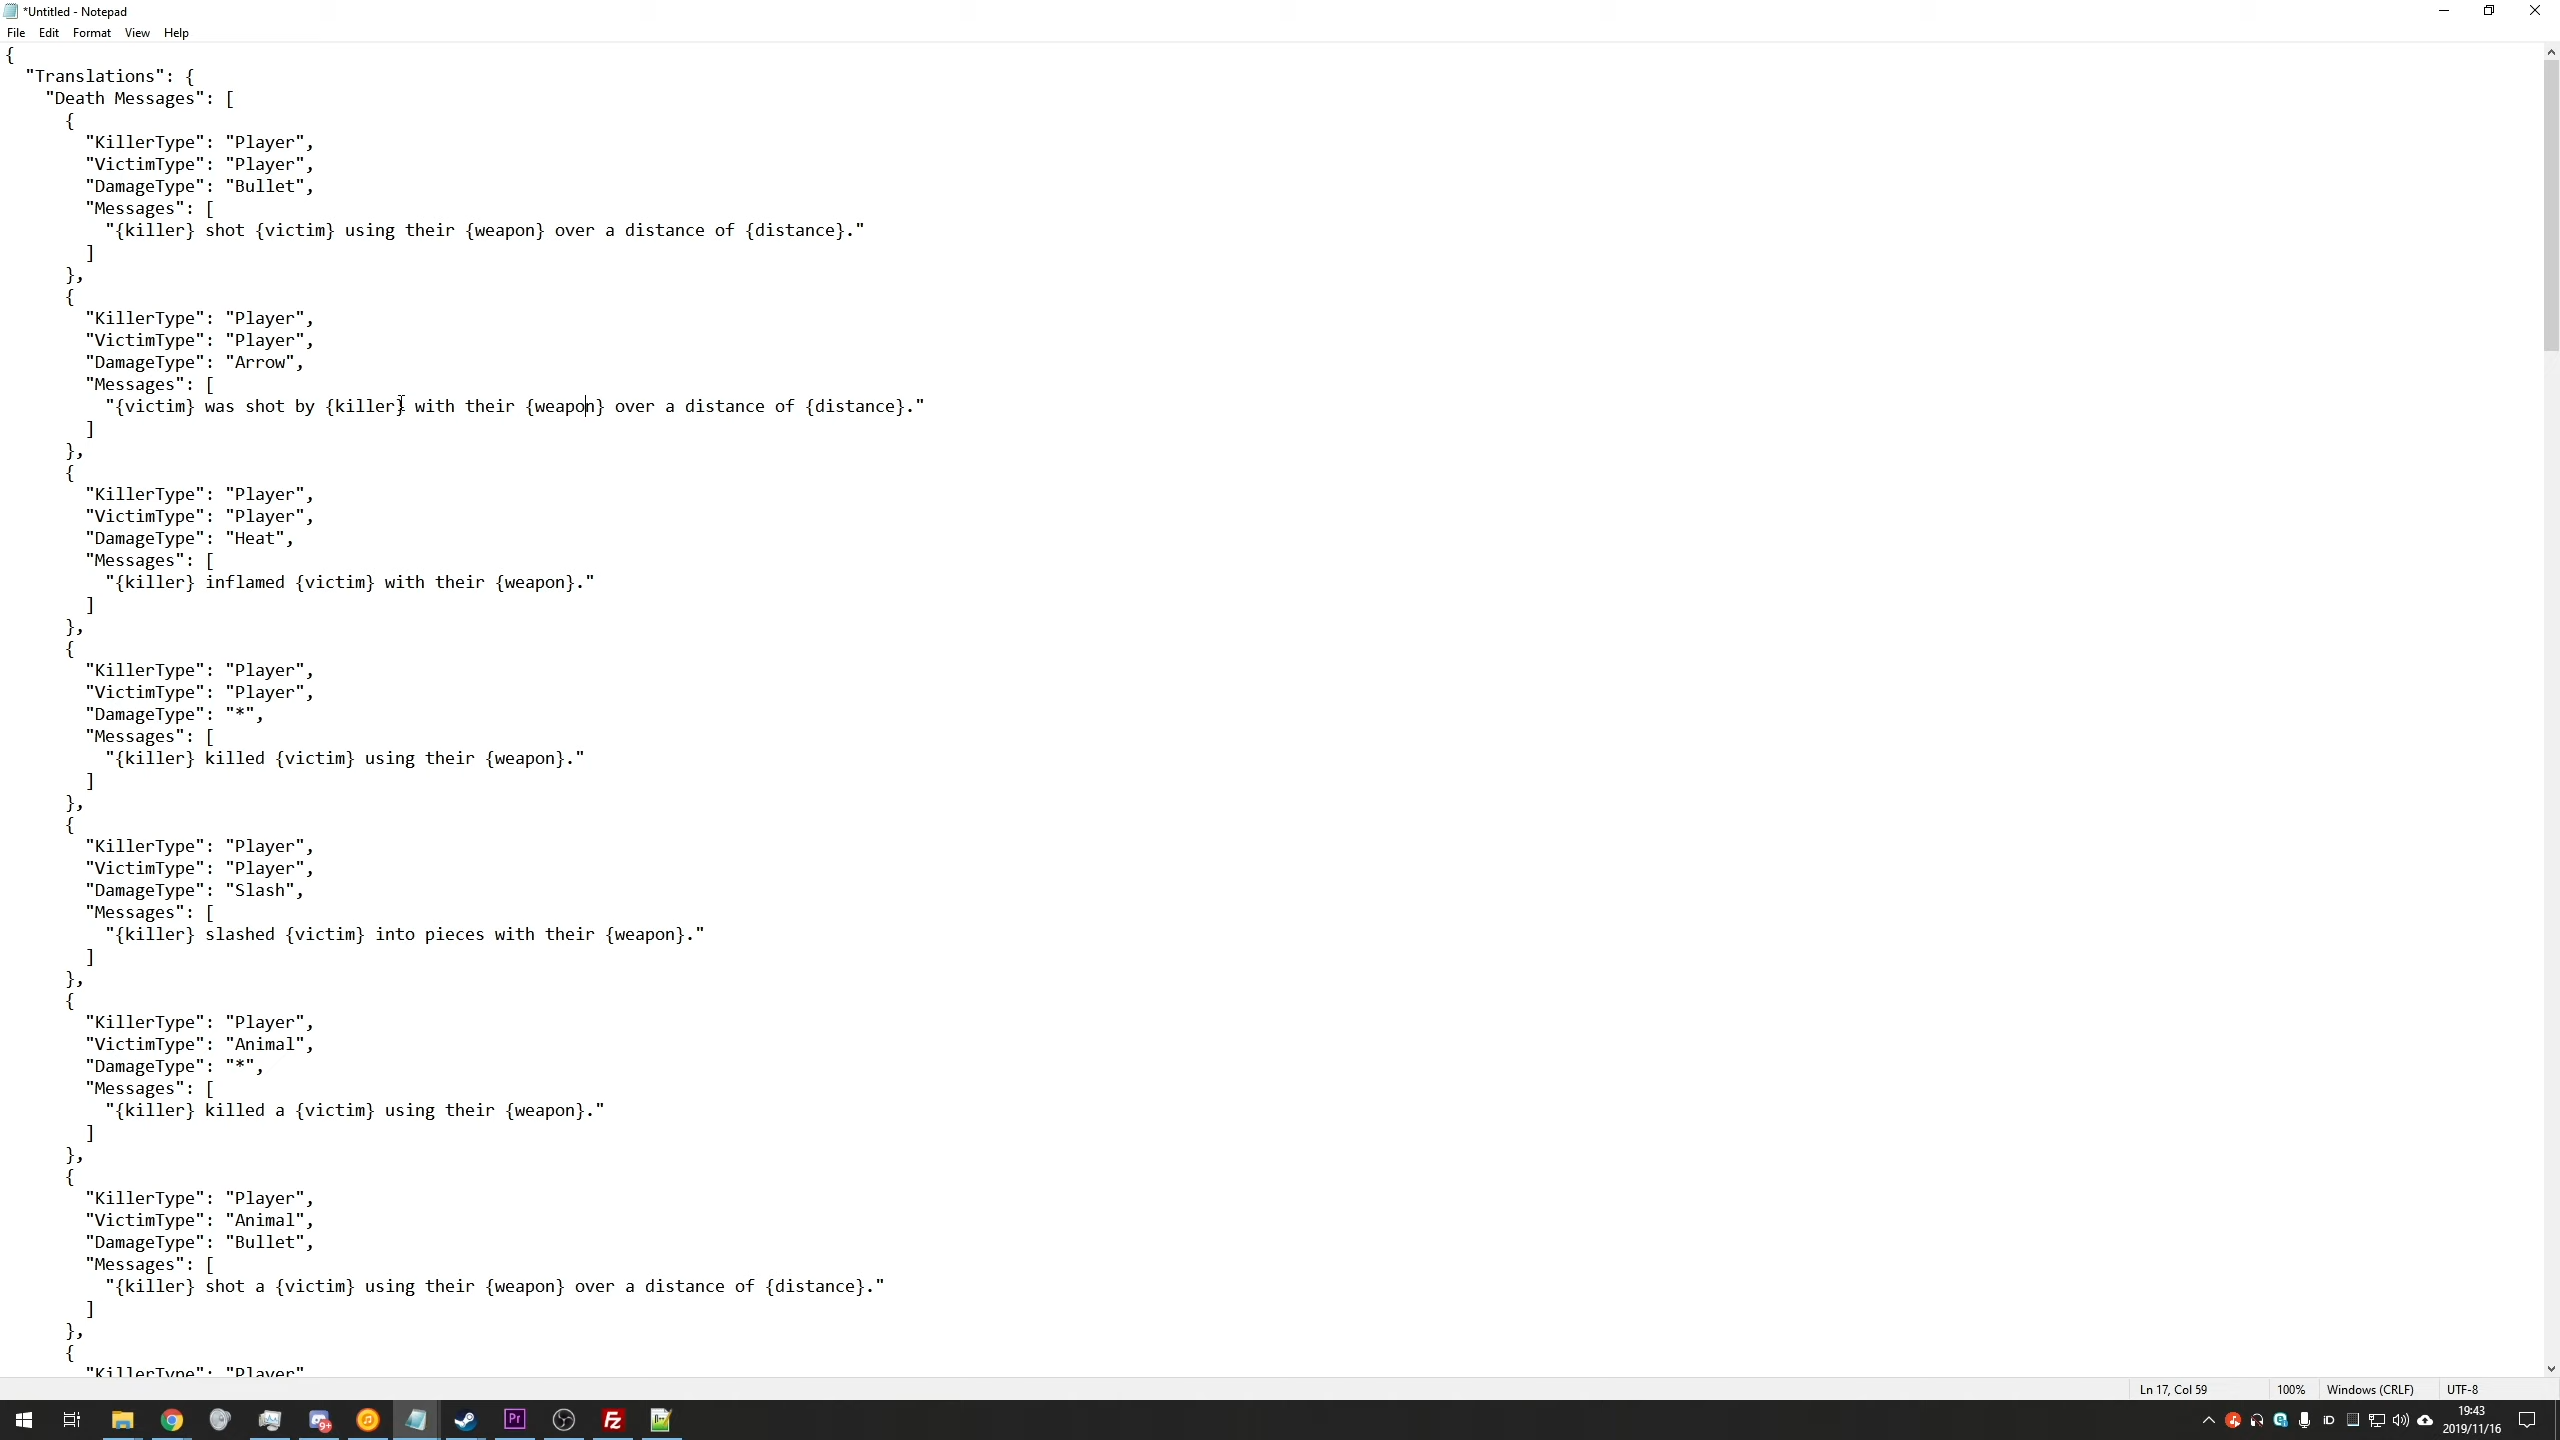 *Untitled - Notepad
File Edit Format View Help
{
"Translations": {
"Death Messages": [
{
"KillerType": "Player",
"VictimType": "Player",
"DamageType": "Bullet",
"Messages": [
"{killer} shot {victim} using their {weapon} over a distance of {distance}."
]
},
{
"KillerType": "Player",
"VictimType": "Player",
"DamageType": "Arrow",
"Messages": [
"{victim} was shot by {killer} with their {weapon} over a distance of {distance}."
]
},
{
"KillerType": "Player",
"VictimType": "Player",
"DamageType": "Heat",
"Messages": [
"{killer} inflamed {victim} with their {weapon}."
]
},
{
"KillerType": "Player",
"VictimType": "Player",
"DamageType": "*",
"Messages": [
"{killer} killed {victim} using their {weapon}."
]
},
{
"KillerType": "Player",
"VictimType": "Player",
"DamageType": "Slash",
"Messages": [
"{killer} slashed {victim} into pieces with their {weapon}."
]
},
{
"KillerType": "Player",
"VictimType": "Animal",
"DamageType": "*",
"Messages": [
"{killer} killed a {victim} using their {weapon}."
]
},
{
"KillerType": "Player",
"VictimType": "Animal",
"DamageType": "Bullet",
"Messages": [
"{killer} shot a {victim} using their {weapon} over a distance of {distance}."
]
},
{
"KillerType": "Player"
Ln 17, Col 59 100% Windows (CRLF) UTF-8
9+ Pr FZ iD 19:43
2019/11/16